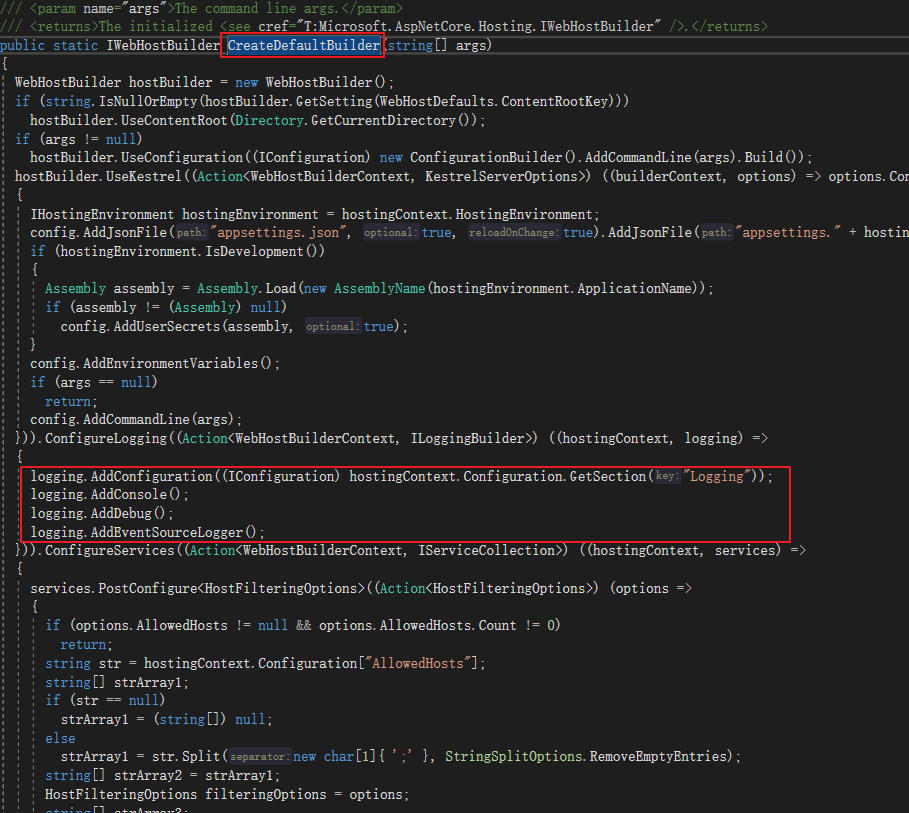 /// <param name="args">The command line args.</param>
/// <returns>The initialized <see cref="T:Microsoft.AspNetCore.Hosting.IWebHostBuilder" />.</returns>
public static IWebHostBuilder CreateDefaultBuilder(string[] args)
{
WebHostBuilder hostBuilder = new WebHostBuilder();
if (string.IsNullOrEmpty(hostBuilder.GetSetting(WebHostDefaults.ContentRootKey)))
hostBuilder.UseContentRoot(Directory.GetCurrentDirectory());
if (args != null)
hostBuilder.UseConfiguration((IConfiguration) new ConfigurationBuilder().AddCommandLine(args).Build());
hostBuilder.UseKestrel((Action<WebHostBuilderContext, KestrelServerOptions>) ((builderContext, options) => options.Con
{
IHostingEnvironment hostingEnvironment = hostingContext.HostingEnvironment;
config.AddJsonFile(path:"appsettings.json", optional:true, reloadOnChange:true).AddJsonFile(path:"appsettings." + hostin
if (hostingEnvironment.IsDevelopment())
{
Assembly assembly = Assembly.Load(new AssemblyName(hostingEnvironment.ApplicationName));
if (assembly != (Assembly) null)
config.AddUserSecrets(assembly, optional:true);
}
config.AddEnvironmentVariables();
if (args == null)
return;
config.AddCommandLine(args);
})).ConfigureLogging((Action<WebHostBuilderContext, ILoggingBuilder>) ((hostingContext, logging) =>
{
logging.AddConfiguration((IConfiguration) hostingContext.Configuration.GetSection(key:"Logging"));
logging.AddConsole();
logging.AddDebug();
logging.AddEventSourceLogger();
})).ConfigureServices((Action<WebHostBuilderContext, IServiceCollection>) ((hostingContext, services) =>
{
services.PostConfigure<HostFilteringOptions>((Action<HostFilteringOptions>) (options =>
{
if (options.AllowedHosts != null && options.AllowedHosts.Count != 0)
return;
string str = hostingContext.Configuration["AllowedHosts"];
string[] strArray1;
if (str == null)
strArray1 = (string[]) null;
else
strArray1 = str.Split(separator:new char[1]{ ';' }, StringSplitOptions.RemoveEmptyEntries);
string[] strArray2 = strArray1;
HostFilteringOptions filteringOptions = options;
string[] strArray3;